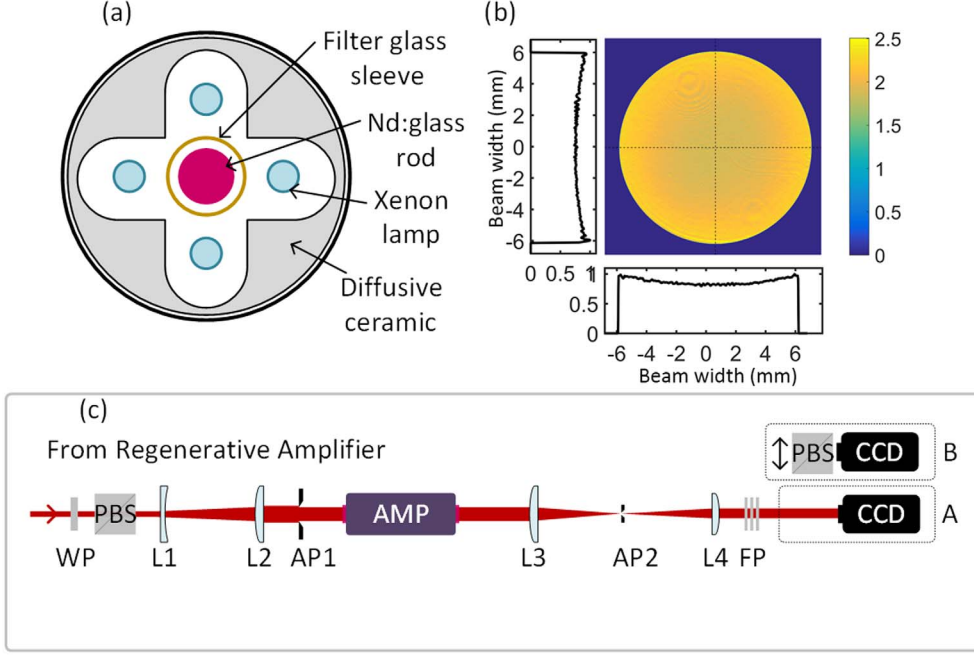 (a)
Filter glass
sleeve
Nd:glass
rod
Xenon
lamp
Diffusive
ceramic
(b)
Beam width (mm)
6
4
2
0
-2
-4
-6
0 0.5 1
2.5
2
1.5
1
0.5
0
1
0.5
0
-6 -4 -2 0 2 4 6
Beam width (mm)
(c)
From Regenerative Amplifier
PBS CCD B
PBS AMP CCD A
WP L1 L2 AP1 L3 AP2 L4 FP